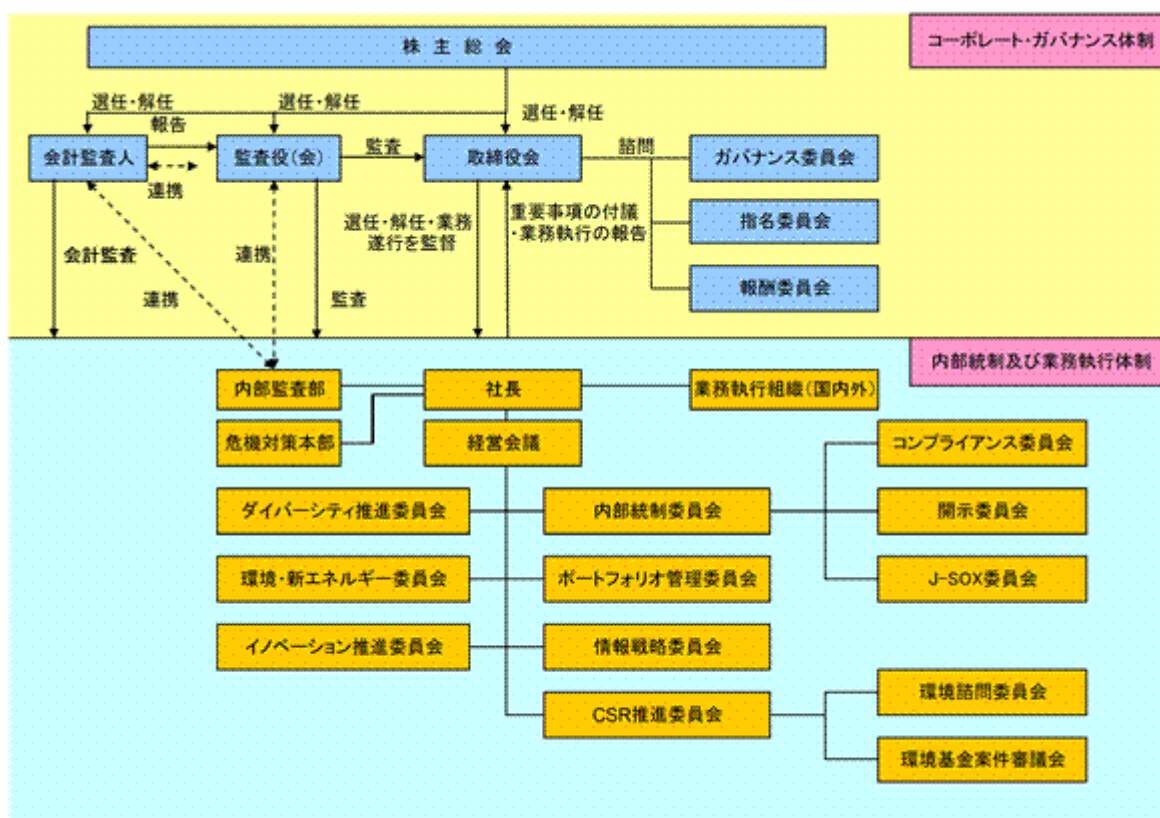 株 主 総 会
コーポレート・ガバナンス体制
選任・解任
選任・解任
選任・解任
報告
会計監査人
監査役(会)
監査
取締役会
諮問
ガバナンス委員会
連携
指名委員会
報酬委員会
会計監査
連携
連携
監査
選任・解任・業務
遂行を監督
重要事項の付議
・業務執行の報告
内部統制及び業務執行体制
内部監査部
社長
業務執行組織(国内外)
危機対策本部
経営会議
コンプライアンス委員会
ダイバーシティ推進委員会
内部統制委員会
開示委員会
環境・新エネルギー委員会
ポートフォリオ管理委員会
J-SOX委員会
イノベーション推進委員会
情報戦略委員会
CSR推進委員会
環境諮問委員会
環境基金案件審議会